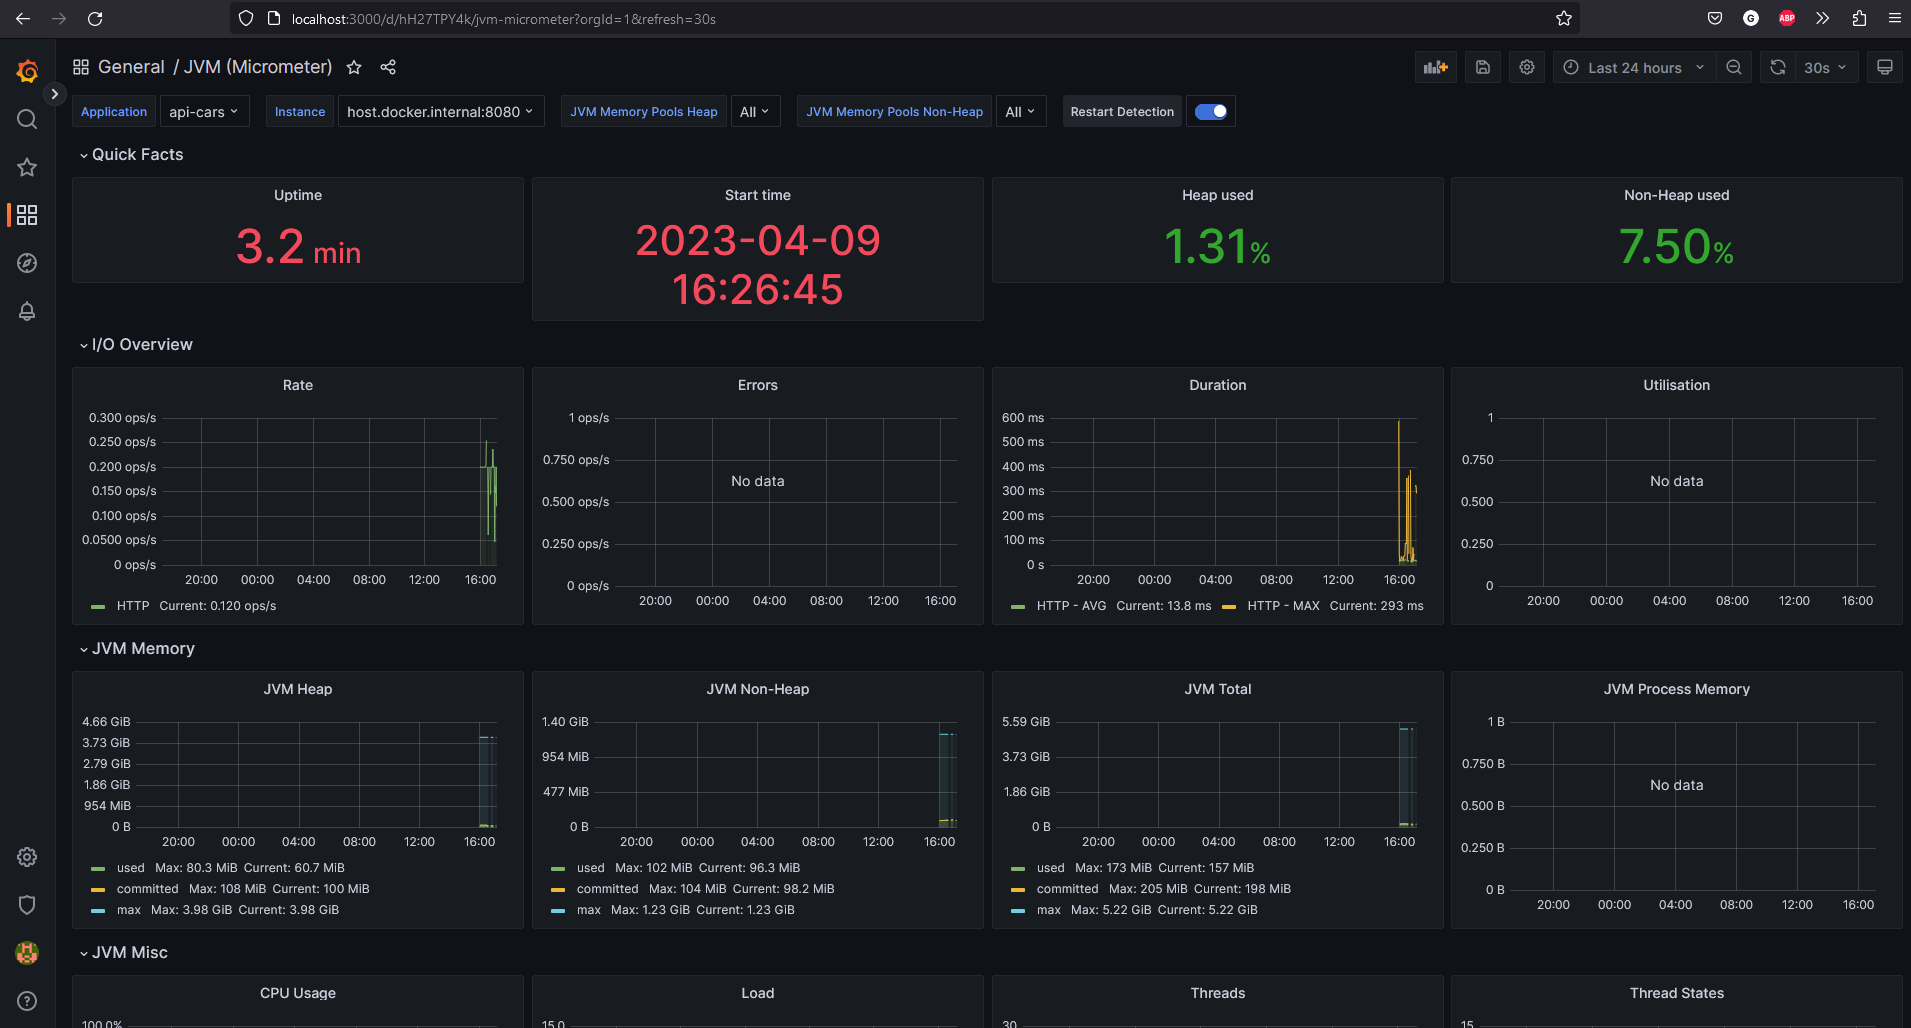 localhost:3000/d/hH27TPY4k/jvm-micrometer?orgId=1&refresh=30s
G
ABP
General / JVM (Micrometer)
Last 24 hours
30s
Application api-cars Instance host.docker.internal:8080 JVM Memory Pools Heap All JVM Memory Pools Non-Heap All Restart Detection
Quick Facts
Uptime
3.2 min
Start time
2023-04-09
16:26:45
Heap used
1.31%
Non-Heap used
7.50%
I/O Overview
Rate
0.300 ops/s
0.250 ops/s
0.200 ops/s
0.150 ops/s
0.100 ops/s
0.0500 ops/s
0 ops/s
20:00 00:00 04:00 08:00 12:00 16:00
HTTP Current: 0.120 ops/s
Errors
1 ops/s
0.750 ops/s
No data
0.500 ops/s
0.250 ops/s
0 ops/s
20:00 00:00 04:00 08:00 12:00 16:00
Duration
600 ms
500 ms
400 ms
300 ms
200 ms
100 ms
0 s
20:00 00:00 04:00 08:00 12:00 16:00
HTTP - AVG Current: 13.8 ms HTTP - MAX Current: 293 ms
Utilisation
1
0.750
No data
0.500
0.250
0
20:00 00:00 04:00 08:00 12:00 16:00
JVM Memory
JVM Heap
4.66 GiB
3.73 GiB
2.79 GiB
1.86 GiB
954 MiB
0 B
20:00 00:00 04:00 08:00 12:00 16:00
used Max: 80.3 MiB Current: 60.7 MiB
committed Max: 108 MiB Current: 100 MiB
max Max: 3.98 GiB Current: 3.98 GiB
JVM Non-Heap
1.40 GiB
954 MiB
477 MiB
0 B
20:00 00:00 04:00 08:00 12:00 16:00
used Max: 102 MiB Current: 96.3 MiB
committed Max: 104 MiB Current: 98.2 MiB
max Max: 1.23 GiB Current: 1.23 GiB
JVM Total
5.59 GiB
3.73 GiB
1.86 GiB
0 B
20:00 00:00 04:00 08:00 12:00 16:00
used Max: 173 MiB Current: 157 MiB
committed Max: 205 MiB Current: 198 MiB
max Max: 5.22 GiB Current: 5.22 GiB
JVM Process Memory
1 B
0.750 B
No data
0.500 B
0.250 B
0 B
20:00 00:00 04:00 08:00 12:00 16:00
JVM Misc
CPU Usage
100.0%
Load
15.0
Threads
30
Thread States
15